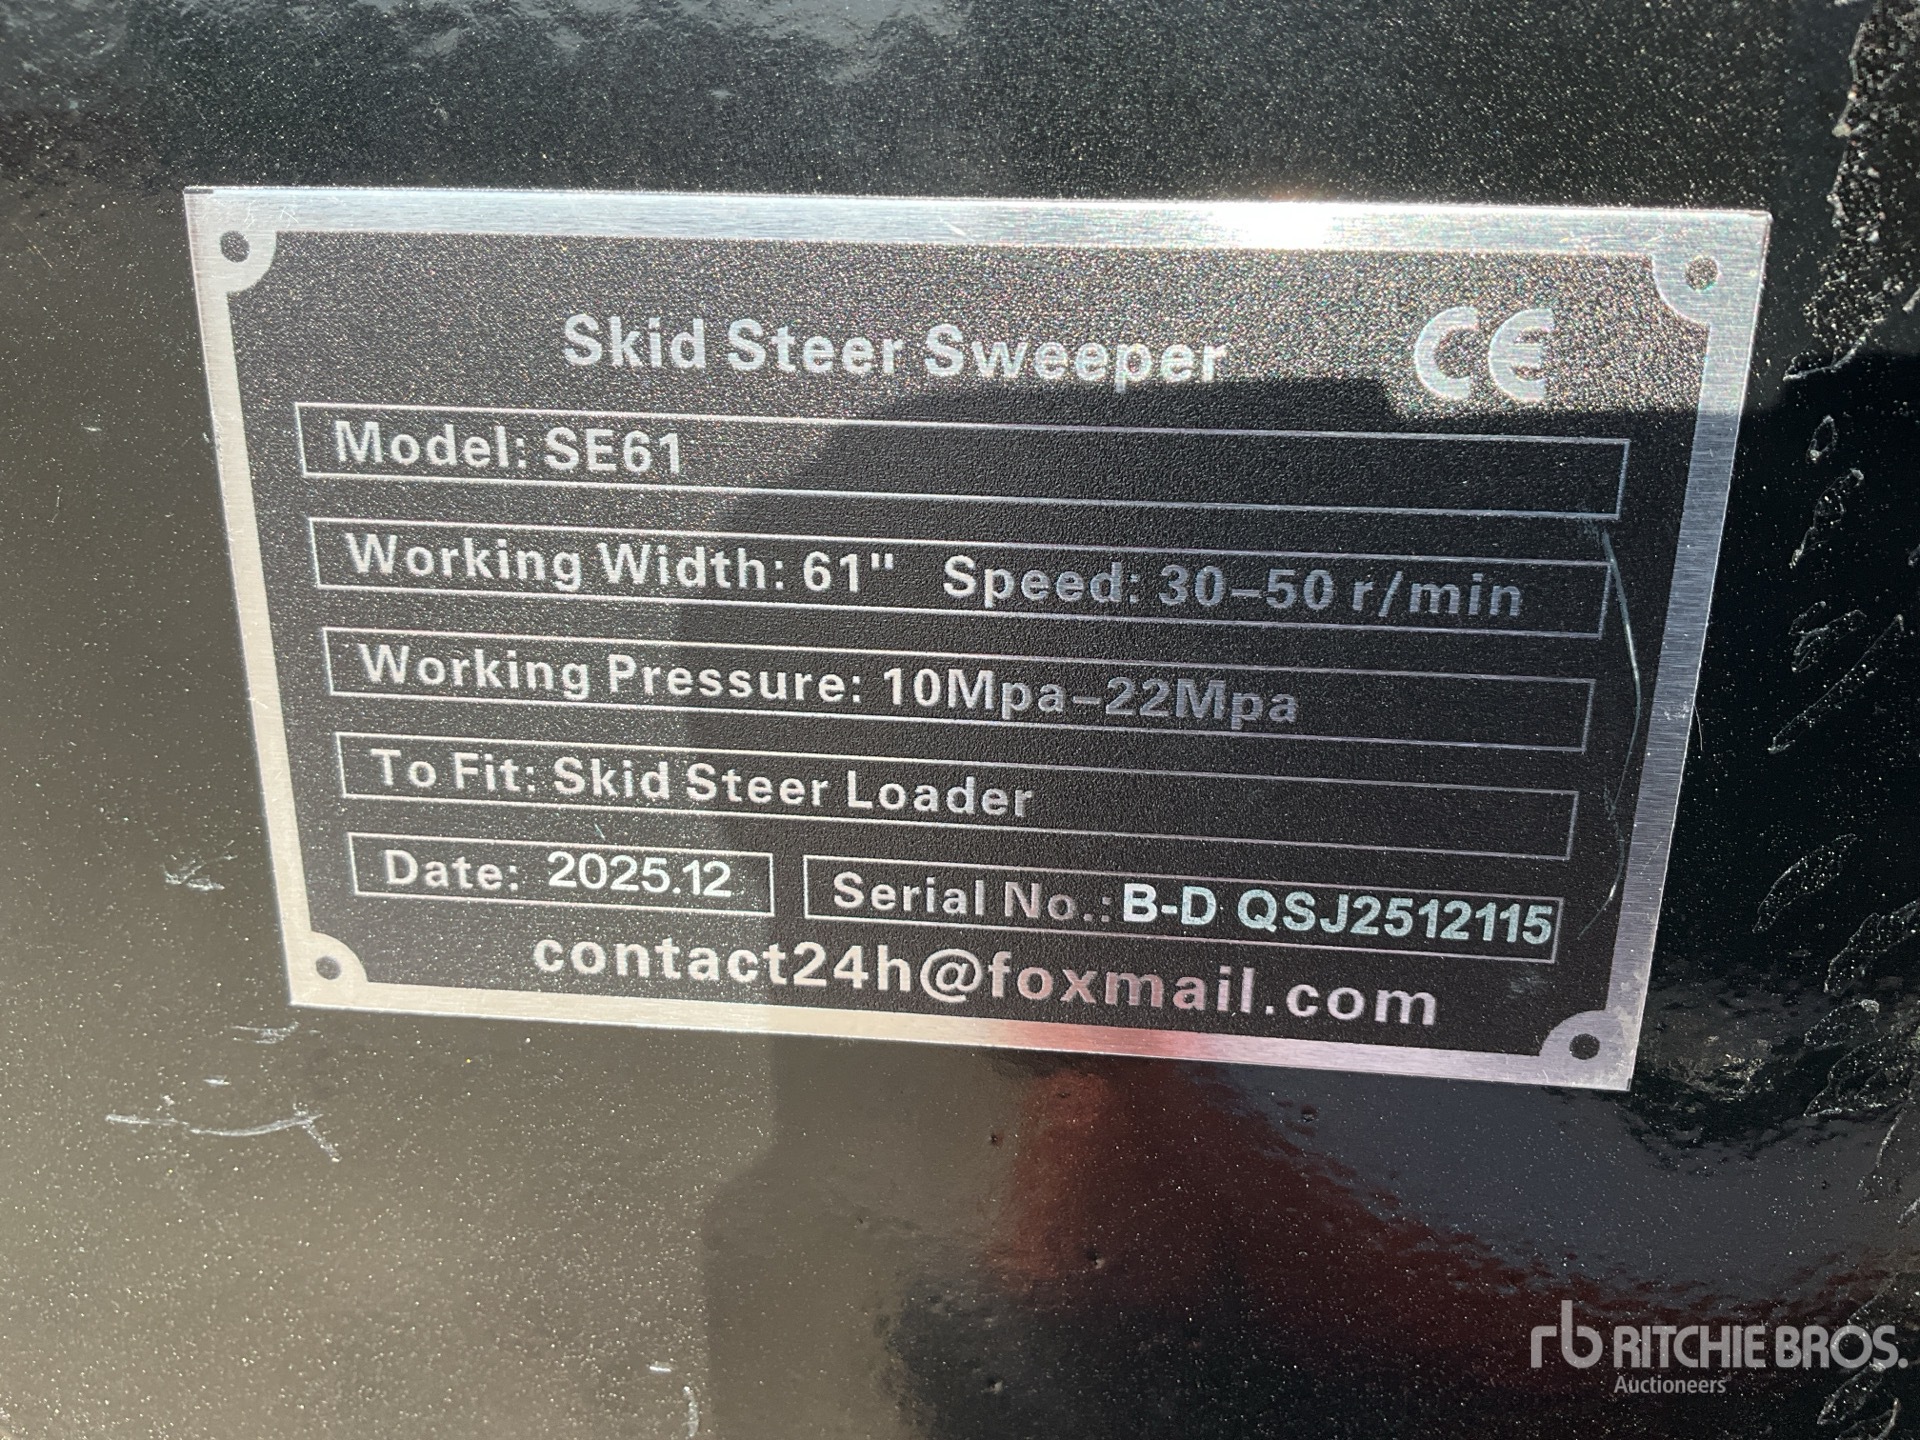 Skid Steer Sweeper CE
Model: SE61
Working Width: 61" Speed: 30–50 r/min
Working Pressure: 10Mpa–22Mpa
To Fit: Skid Steer Loader
Date: 2025.12 Serial No.: B-D QSJ2512115
contact24h@foxmail.com
rb RITCHIE BROS.
Auctioneers